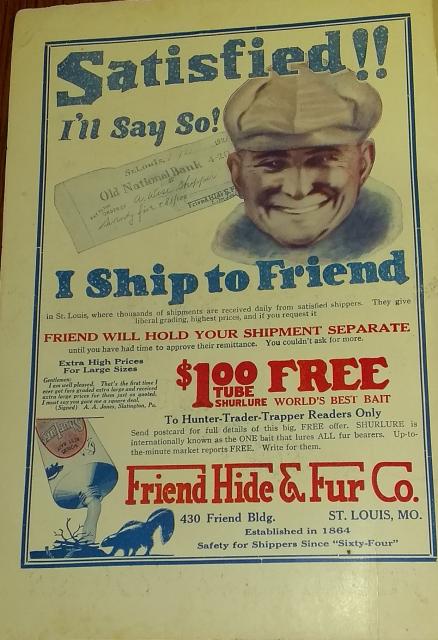 Satisfied!!
I'll Say So!
St. Louis,
Old National Bank
A. Wise Shipper
Friend Hide & F
I Ship to Friend
in St. Louis, where thousands of shipments are received daily from satisfied shippers. They give
liberal grading, highest prices, and if you request it
FRIEND WILL HOLD YOUR SHIPMENT SEPARATE
until you have had time to approve their remittance. You couldn't ask for more.
Extra High Prices
For Large Sizes
Gentlemen:
I am well pleased. That's the first time I
ever got furs graded extra large and received
extra large prices for them just as quoted.
I must say you gave me a square deal.
(Signed) A. A. Jones, Slatington, Pa.
$1.00 TUBE SHURLURE FREE
WORLD'S BEST BAIT
To Hunter-Trader-Trapper Readers Only
Send postcard for full details of this big, FREE offer. SHURLURE is
internationally known as the ONE bait that lures ALL fur bearers. Up-to-
the-minute market reports FREE. Write for them.
Friend Hide & Fur Co.
430 Friend Bldg. ST. LOUIS, MO.
Established in 1864
Safety for Shippers Since "Sixty-Four"